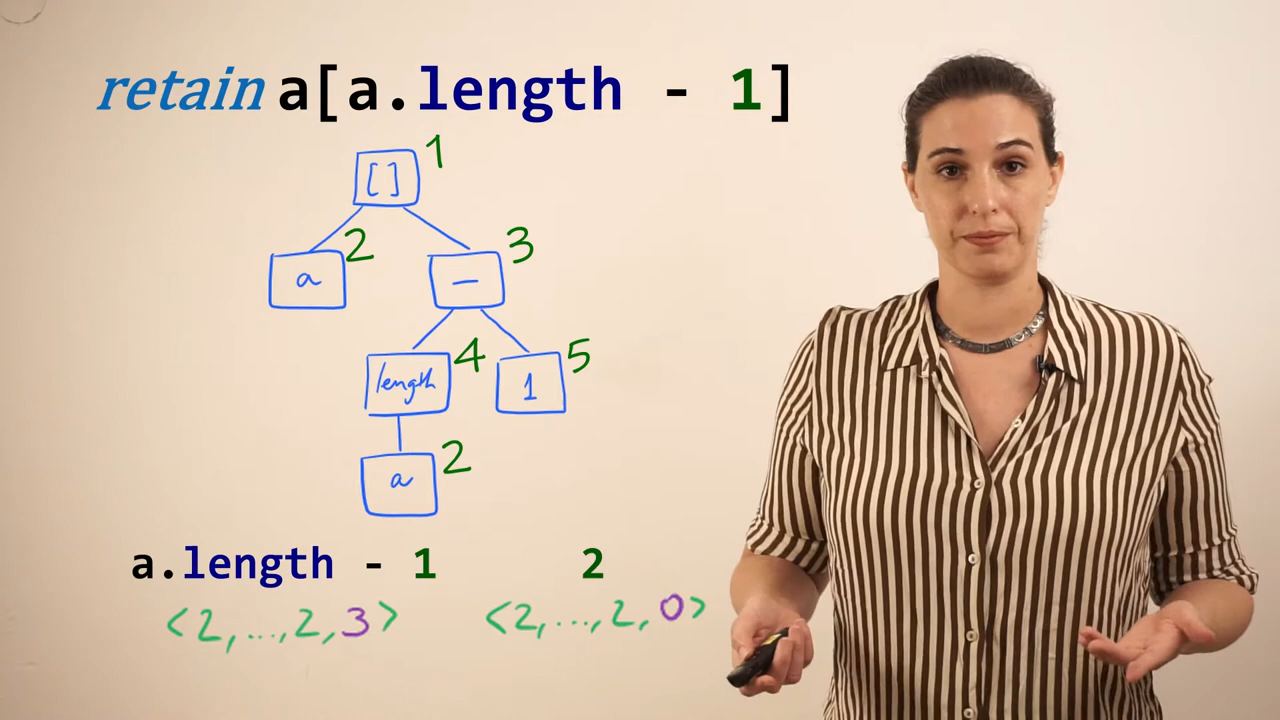 retain a[a.length - 1]
[] 1
a 2 - 3
length 4 1 5
a 2
a.length - 1 2
<2,...,2,3> <2,...,2,0>